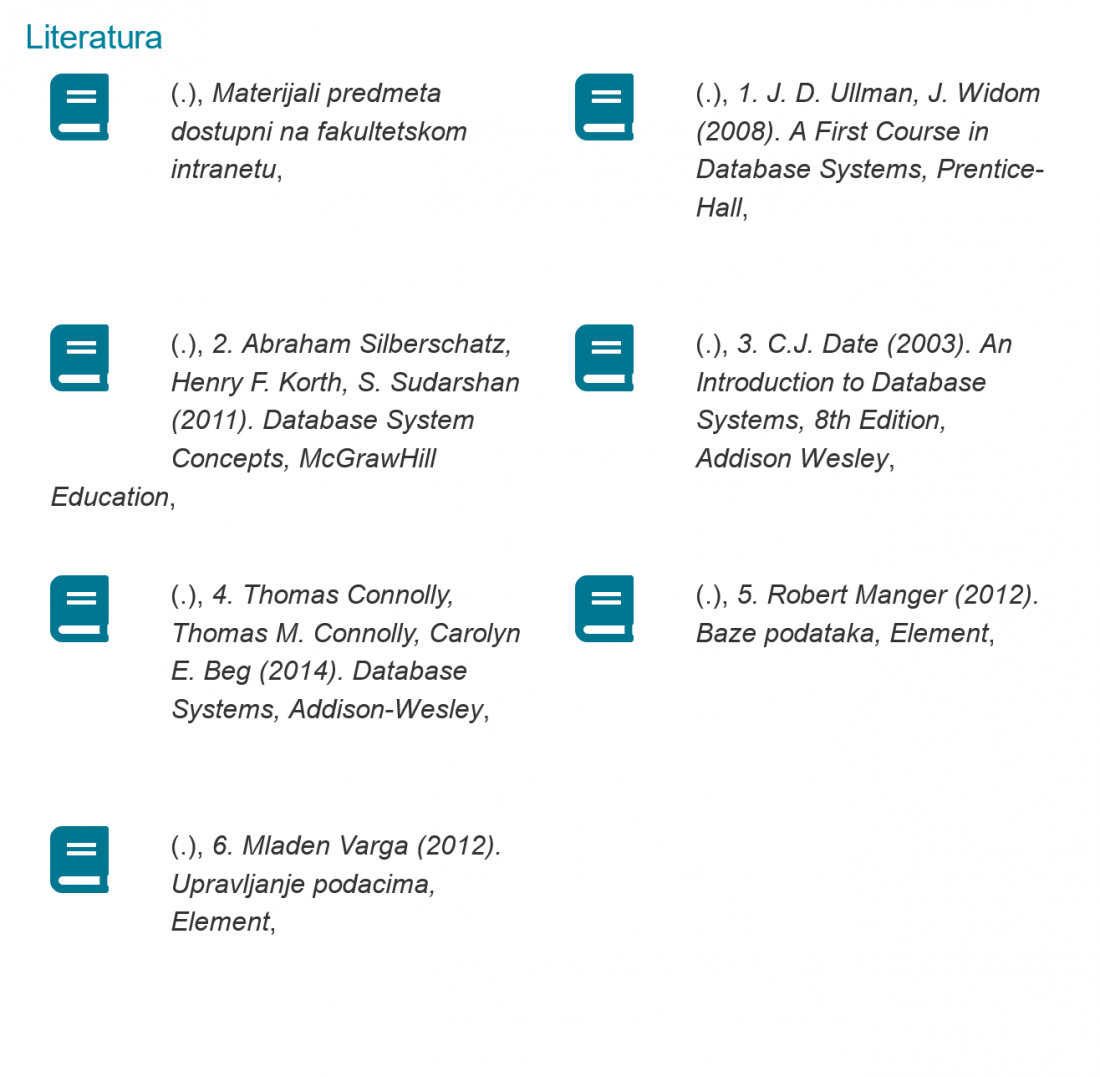 Literatura
(.), Materijali predmeta
dostupni na fakultetskom
intranetu,
(.), 1. J. D. Ullman, J. Widom
(2008). A First Course in
Database Systems, Prentice-
Hall,
(.), 2. Abraham Silberschatz,
Henry F. Korth, S. Sudarshan
(2011). Database System
Concepts, McGrawHill
Education,
(.), 3. C.J. Date (2003). An
Introduction to Database
Systems, 8th Edition,
Addison Wesley,
(.), 4. Thomas Connolly,
Thomas M. Connolly, Carolyn
E. Beg (2014). Database
Systems, Addison-Wesley,
(.), 5. Robert Manger (2012).
Baze podataka, Element,
(.), 6. Mladen Varga (2012).
Upravljanje podacima,
Element,